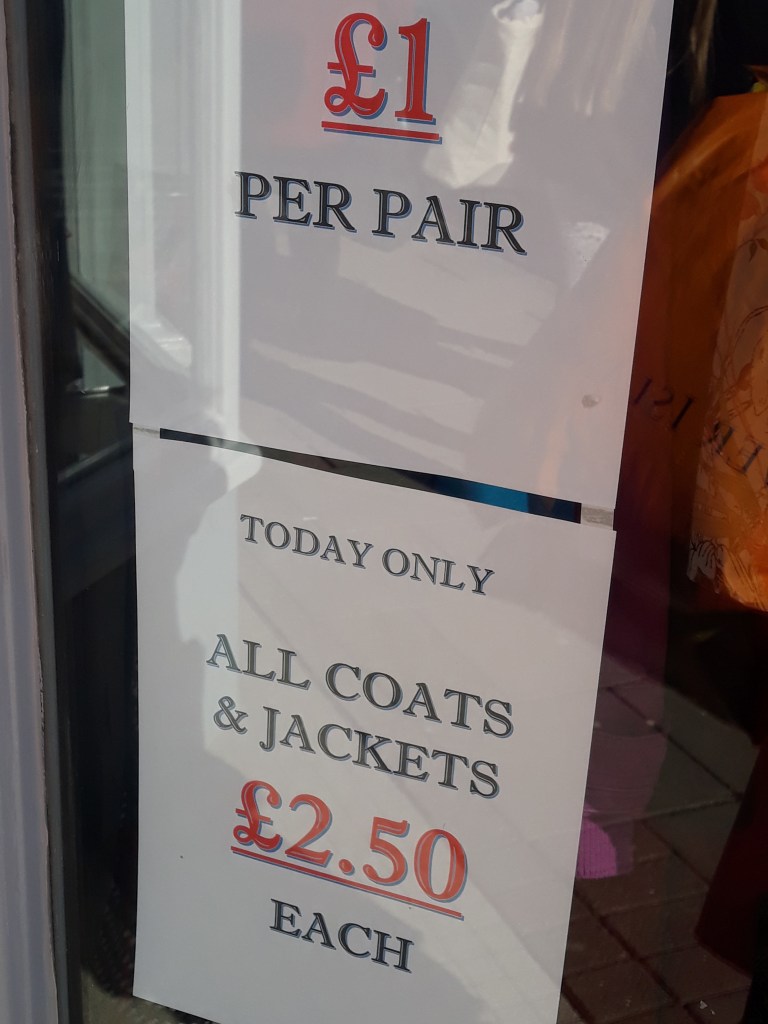 £1
PER PAIR
TODAY ONLY
ALL COATS
& JACKETS
£2.50
EACH